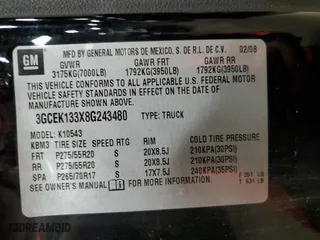 GM
MFD BY GENERAL MOTORS DE MEXICO, S. DE R.L. DE C.V. 02/08
GVWR GAWR FRT GAWR RR
3175KG(7000LB) 1792KG(3950LB) 1792KG(3950LB)
THIS VEHICLE CONFORMS TO ALL APPLICABLE U.S. FEDERAL MOTOR
VEHICLE SAFETY STANDARDS IN EFFECT ON THE DATE OF
MANUFACTURE SHOWN ABOVE.
3GCEK133X8G243480 TYPE: TRUCK
MODEL: K10543
KBM3 TIRE SIZE SPEED RTG RIM COLD TIRE PRESSURE
FRT P275/55R20 S 20X8.5J 210KPA(30PSI)
RR P275/55R20 S 20X8.5J 210KPA(30PSI)
SPA P265/70R17 S 17X7.5J 240KPA(35PSI)
SEE OWNER'S MANUAL
T 631 LB